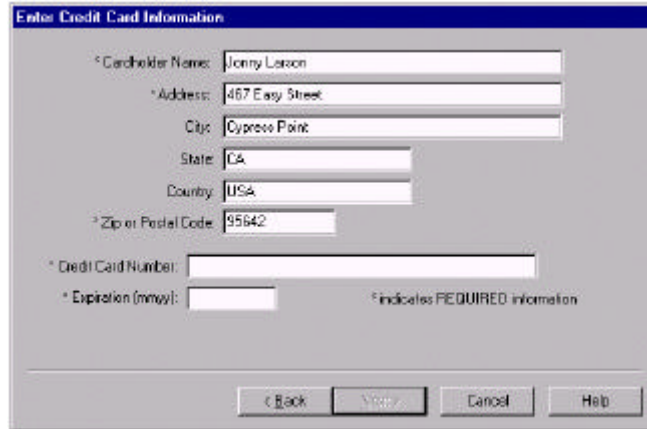 Enter Credit Card Information
* Cardholder Name: Jonny Larson
* Address: 467 Easy Street
City: Cypress Point
State: CA
Country: USA
* Zip or Postal Code: 95642
* Credit Card Number:
* Expiration (mmyy): * indicates REQUIRED information
< Back Cancel Help